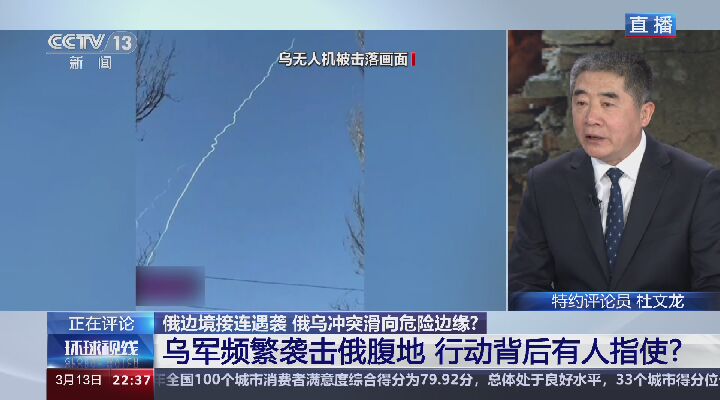 CCTV 13
新闻
乌无人机被击落画面
直播
特约评论员 杜文龙
正在评论
俄边境接连遇袭 俄乌冲突滑向危险边缘?
环球视线
乌军频繁袭击俄腹地 行动背后有人指使?
3月13日 22:37 年全国100个城市消费者满意度综合得分为79.92分，总体处于良好水平，33个城市得分位